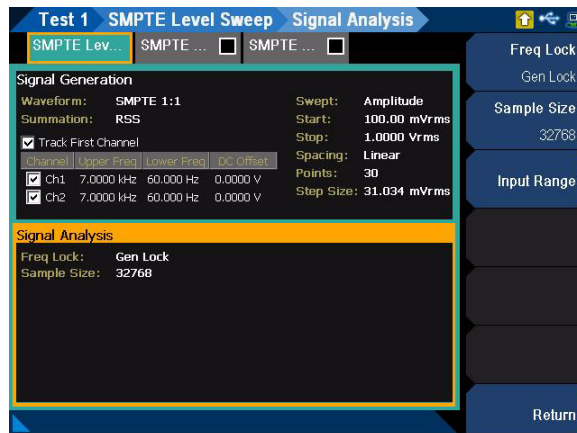 Test 1 SMPTE Level Sweep Signal Analysis
SMPTE Lev... SMPTE ... SMPTE ...
Signal Generation
Waveform: SMPTE 1:1
Summation: RSS
Track First Channel
Channel Upper Freq Lower Freq DC Offset
Ch1 7.0000 kHz 60.000 Hz 0.0000 V
Ch2 7.0000 kHz 60.000 Hz 0.0000 V
Swept: Amplitude
Start: 100.00 mVrms
Stop: 1.0000 Vrms
Spacing: Linear
Points: 30
Step Size: 31.034 mVrms
Signal Analysis
Freq Lock: Gen Lock
Sample Size: 32768
Freq Lock
Gen Lock
Sample Size
32768
Input Range
Return